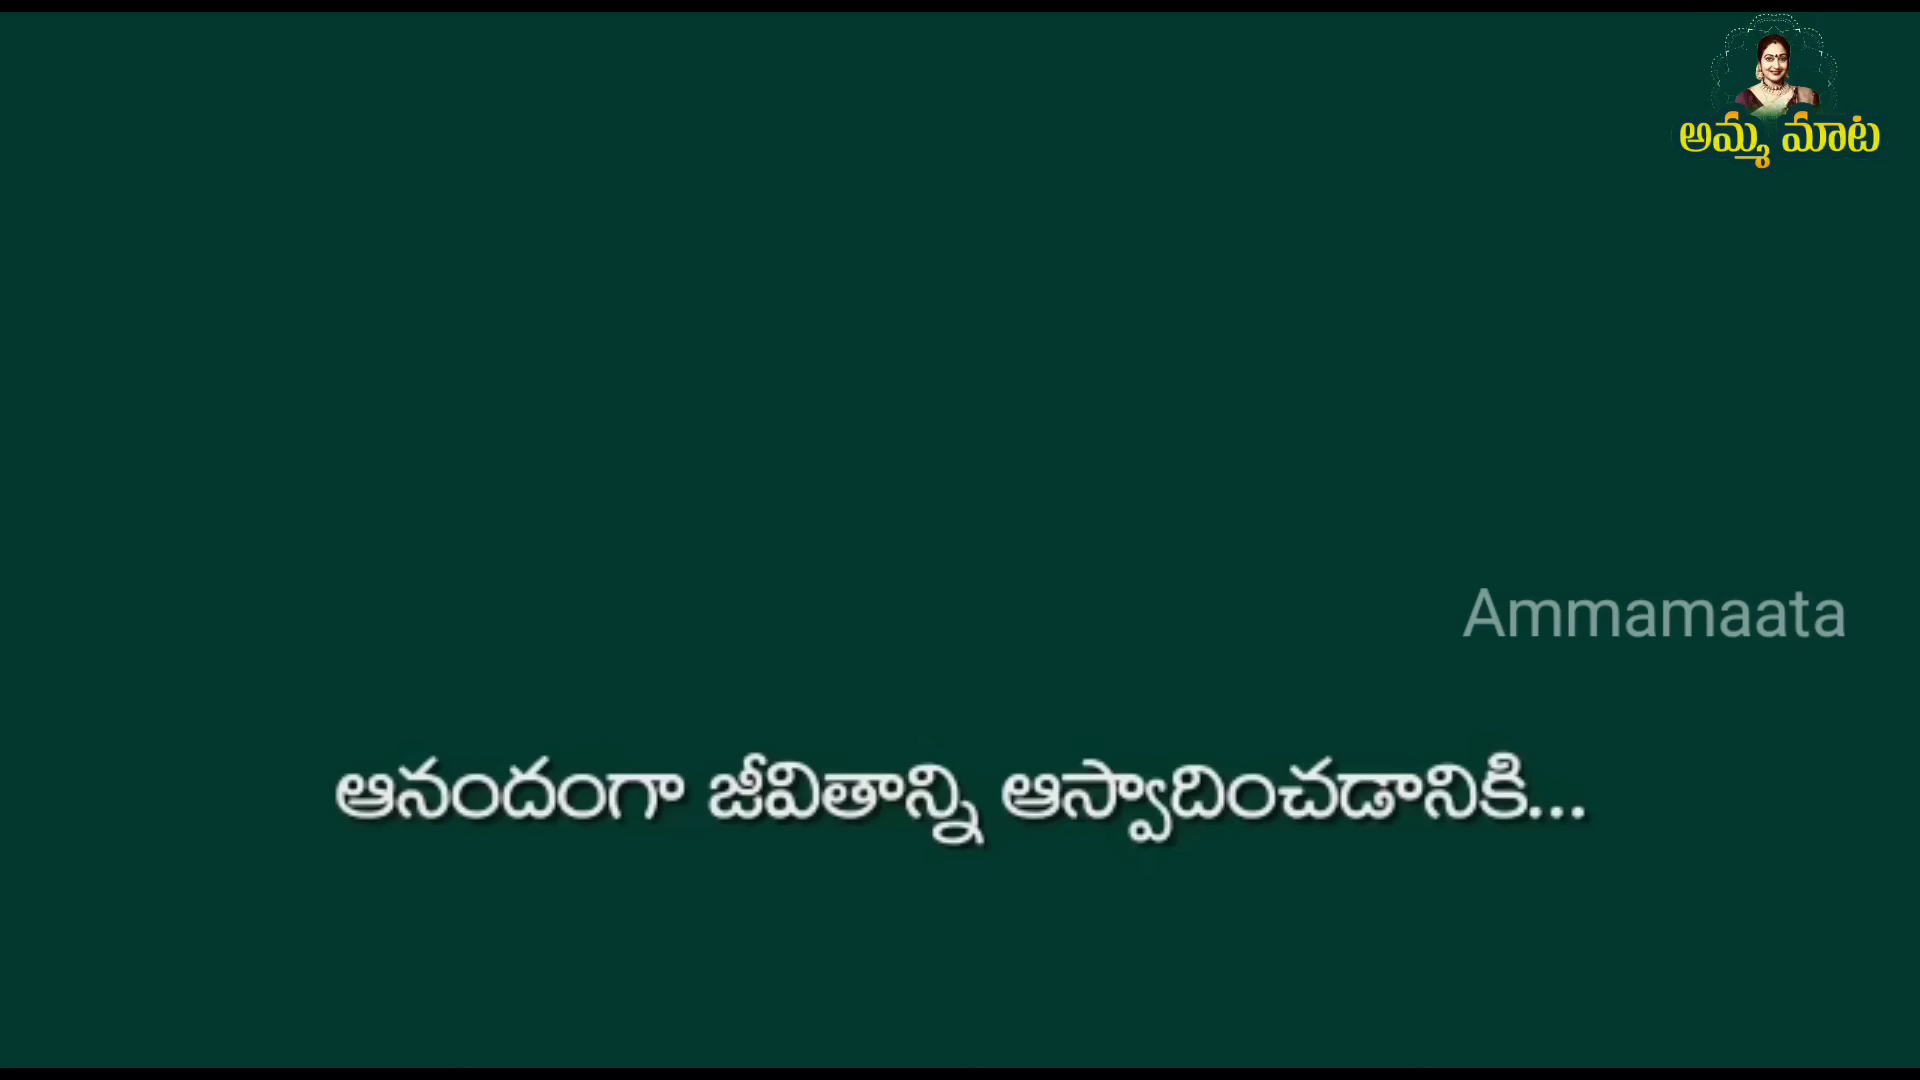 అమ్మ మాట
Ammamaata
ఆనందంగా జీవితాన్ని ఆస్వాదించడానికి...